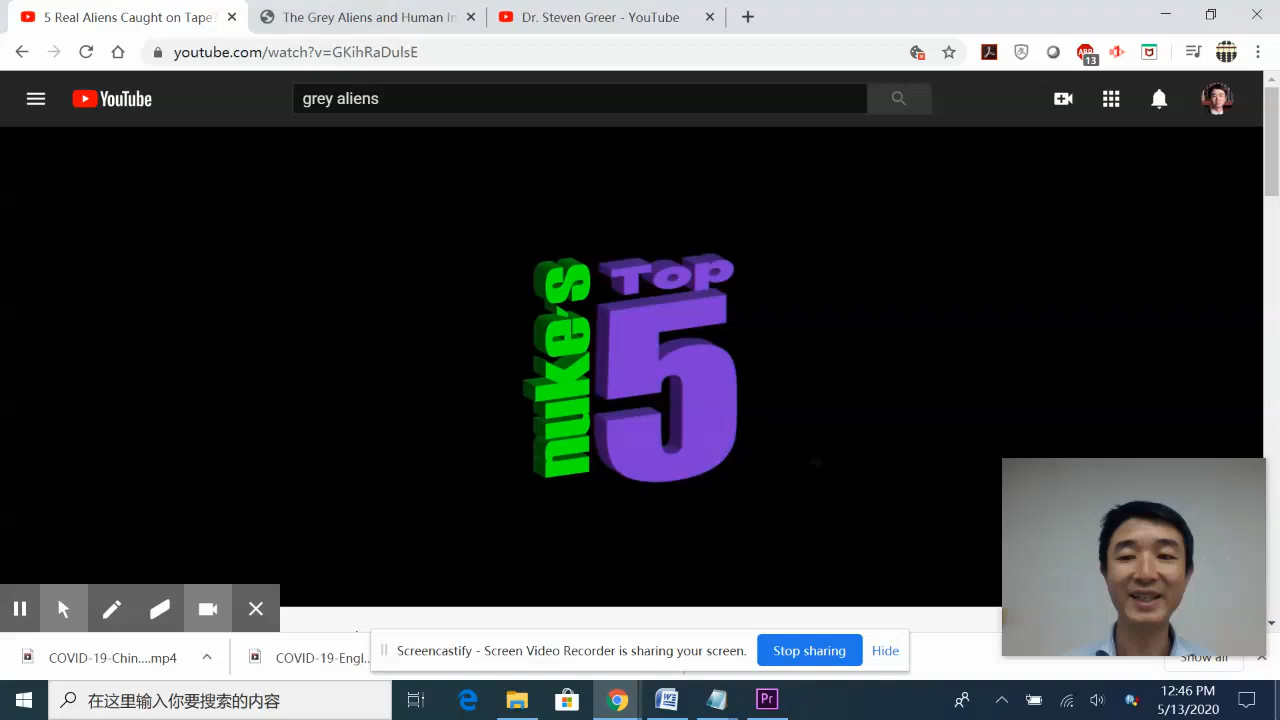 5 Real Aliens Caught on Tape?
The Grey Aliens and Human In
Dr. Steven Greer - YouTube
youtube.com/watch?v=GKihRaDulsE
13
YouTube
grey aliens
nuke's
Top
5
Screencastify - Screen Video Recorder is sharing your screen.
Stop sharing
Hide
COVID-19-Chin....mp4
COVID-19-Engl...
Show all
在这里输入你要搜索的内容
Pr
12:46 PM
5/13/2020